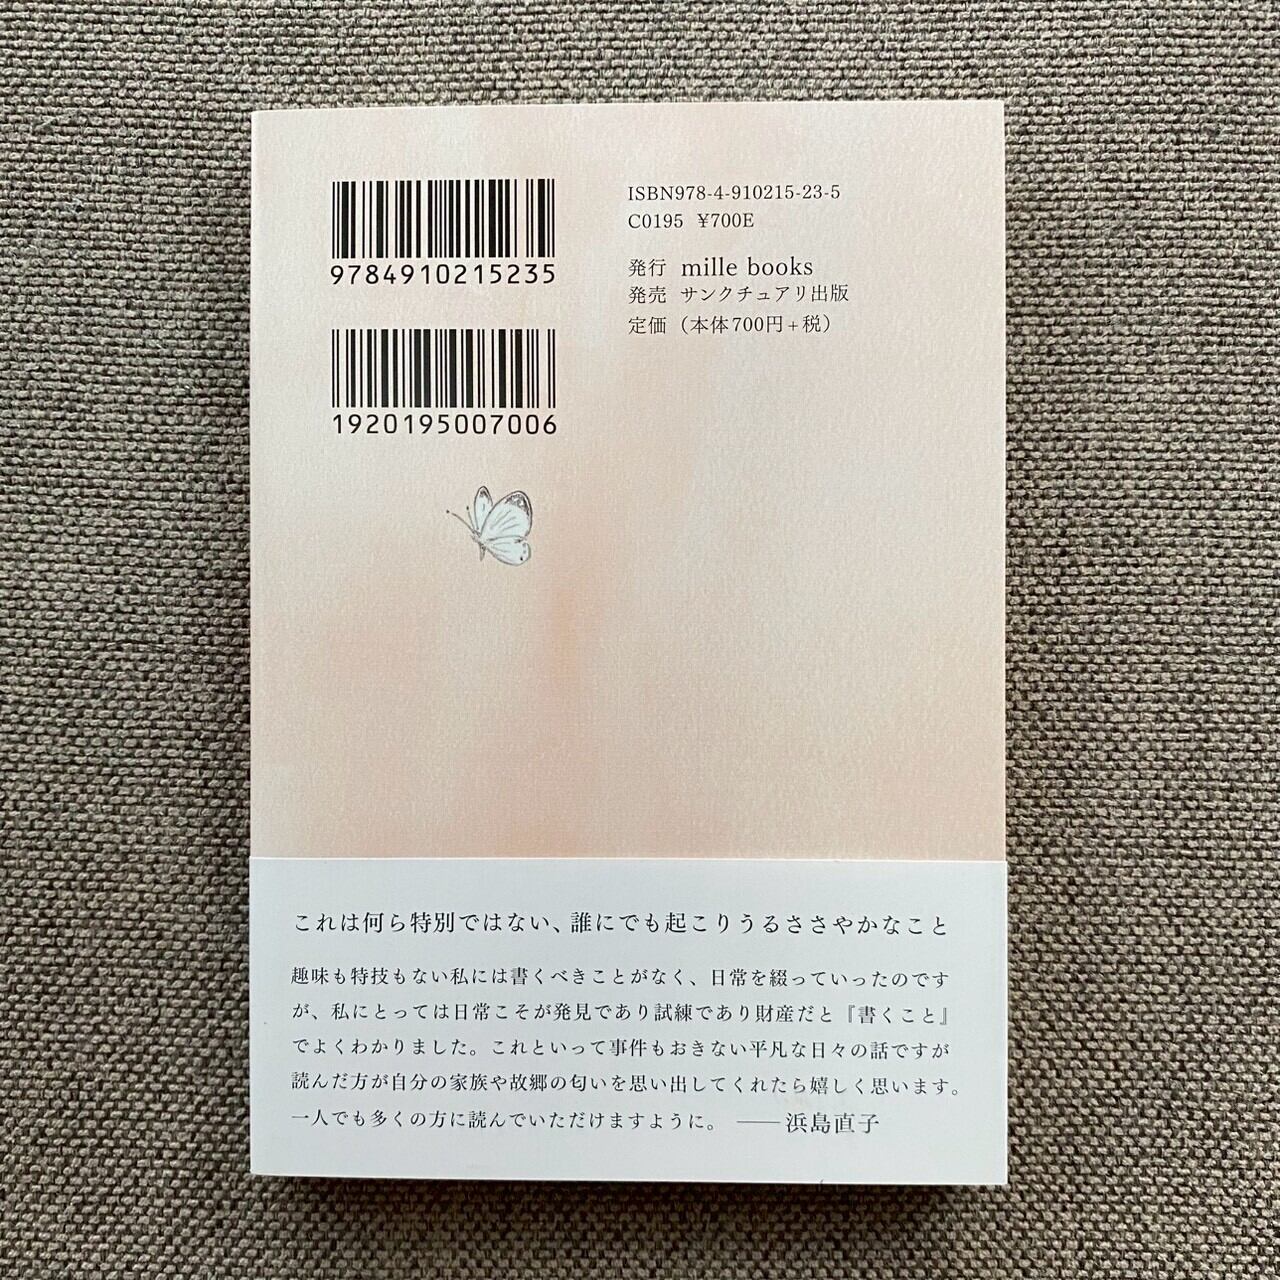 9784910215235
1920195007006
ISBN978-4-910215-23-5
C0195 ¥700E
発行 mille books
発売 サンクチュアリ出版
定価（本体700円+税）
これは何ら特別ではない、誰にでも起こりうるささやかなこと
趣味も特技もない私には書くべきことがなく、日常を綴っていったのです
が、私にとっては日常こそが発見であり試練であり財産だと『書くこと』
でよくわかりました。これといって事件もおきない平凡な日々の話ですが
読んだ方が自分の家族や故郷の匂いを思い出してくれたら嬉しく思います。
一人でも多くの方に読んでいただけますように。 ――浜島直子